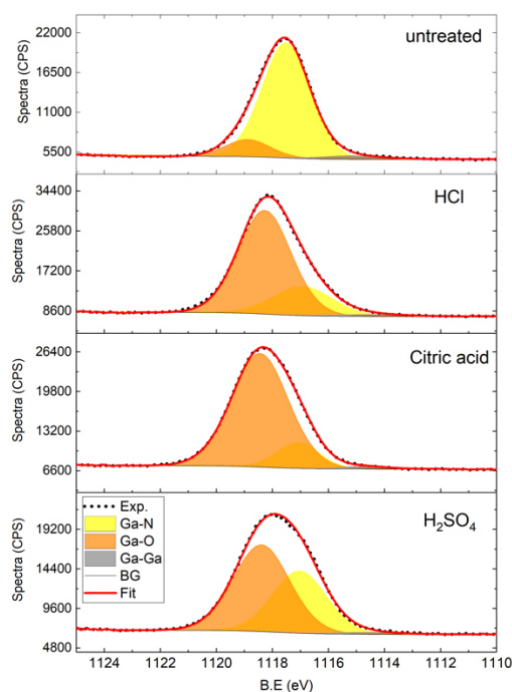 untreated
22000
16500
11000
5500
Spectra (CPS)
HCl
34400
25800
17200
8600
Spectra (CPS)
Citric acid
26400
19800
13200
6600
Spectra (CPS)
H₂SO₄
Exp.
Ga-N
Ga-O
Ga-Ga
BG
Fit
19200
14400
9600
4800
Spectra (CPS)
1124 1122 1120 1118 1116 1114 1112 1110
B.E (eV)